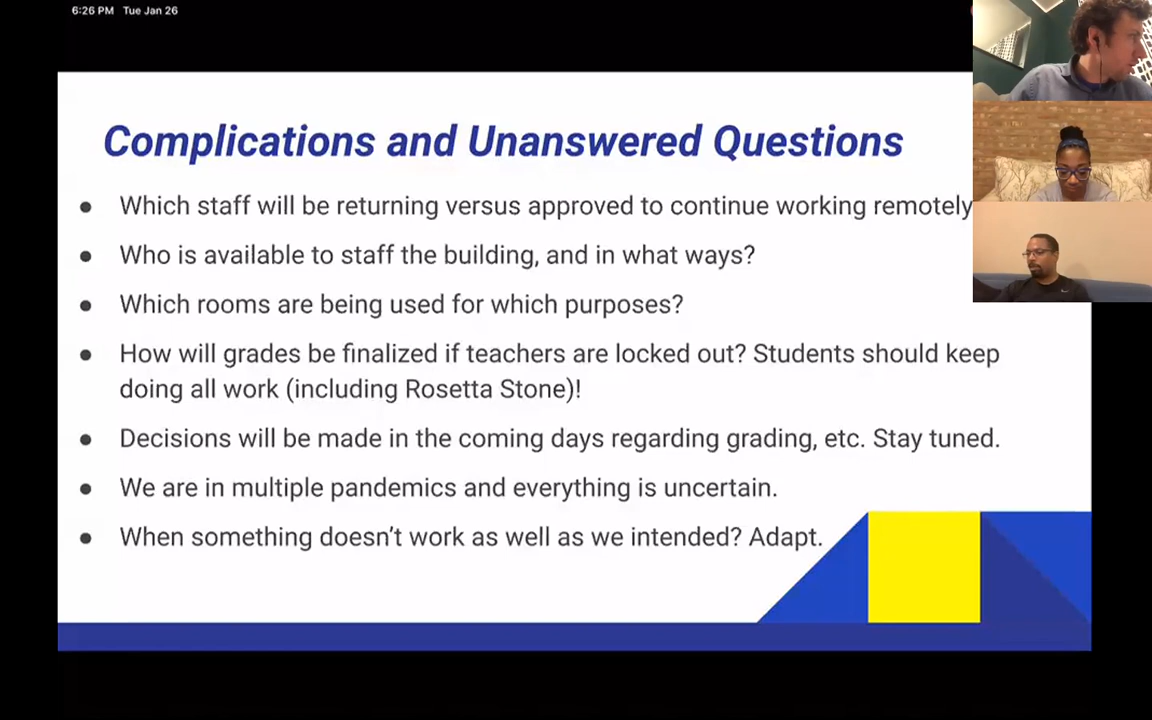 6:26 PM Tue Jan 26
Complications and Unanswered Questions
● Which staff will be returning versus approved to continue working remotely
● Who is available to staff the building, and in what ways?
● Which rooms are being used for which purposes?
● How will grades be finalized if teachers are locked out? Students should keep
doing all work (including Rosetta Stone)!
● Decisions will be made in the coming days regarding grading, etc. Stay tuned.
● We are in multiple pandemics and everything is uncertain.
● When something doesn’t work as well as we intended? Adapt.